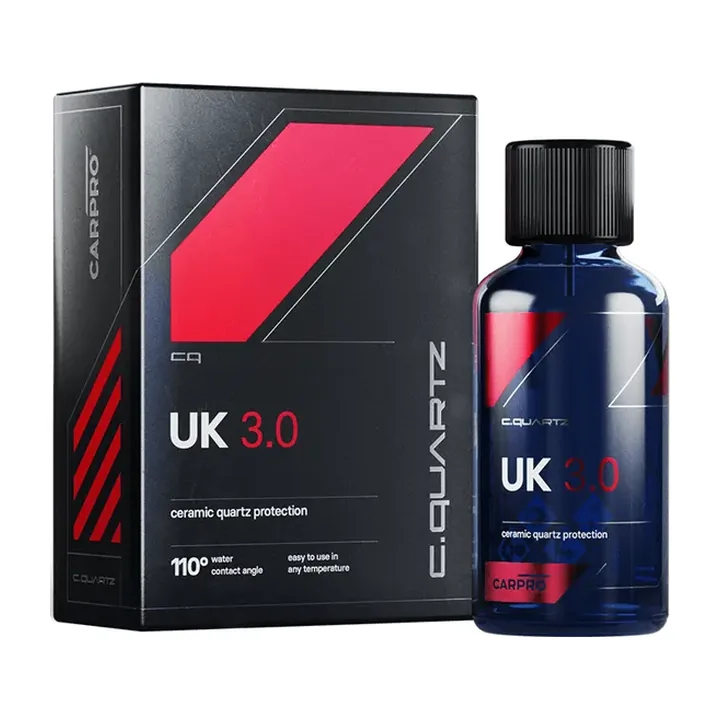 CARPRO
C.QUARTZ
CQ
UK 3.0
ceramic quartz protection
110° water
contact angle
easy to use in
any temperature
C.QUARTZ
C.QUARTZ
UK 3.0
ceramic quartz protection
CARPRO